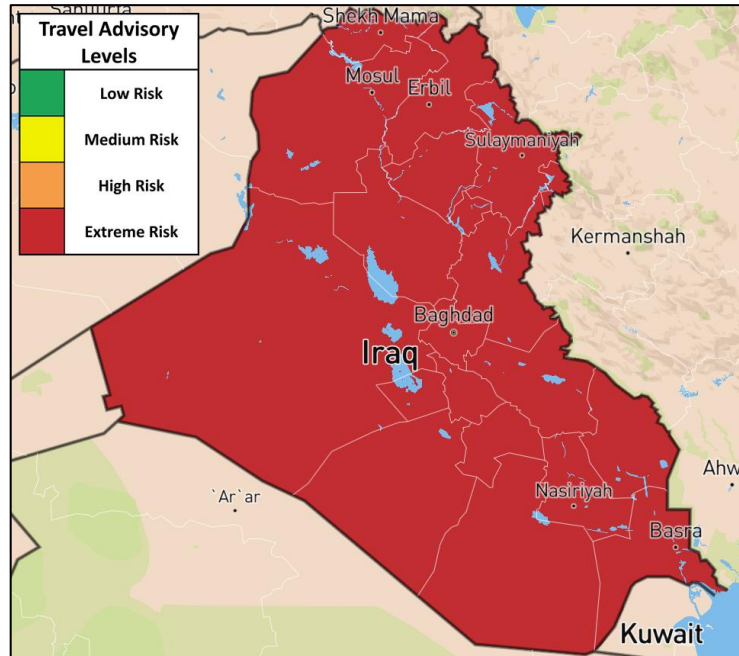 Shekh Mama
Travel Advisory
Levels
Low Risk
Medium Risk
High Risk
Extreme Risk
Mosul
Erbil
Sulaymaniyah
Kermanshah
Baghdad
Iraq
Ahw
`Ar`ar
Nasiriyah
Basra
Kuwait